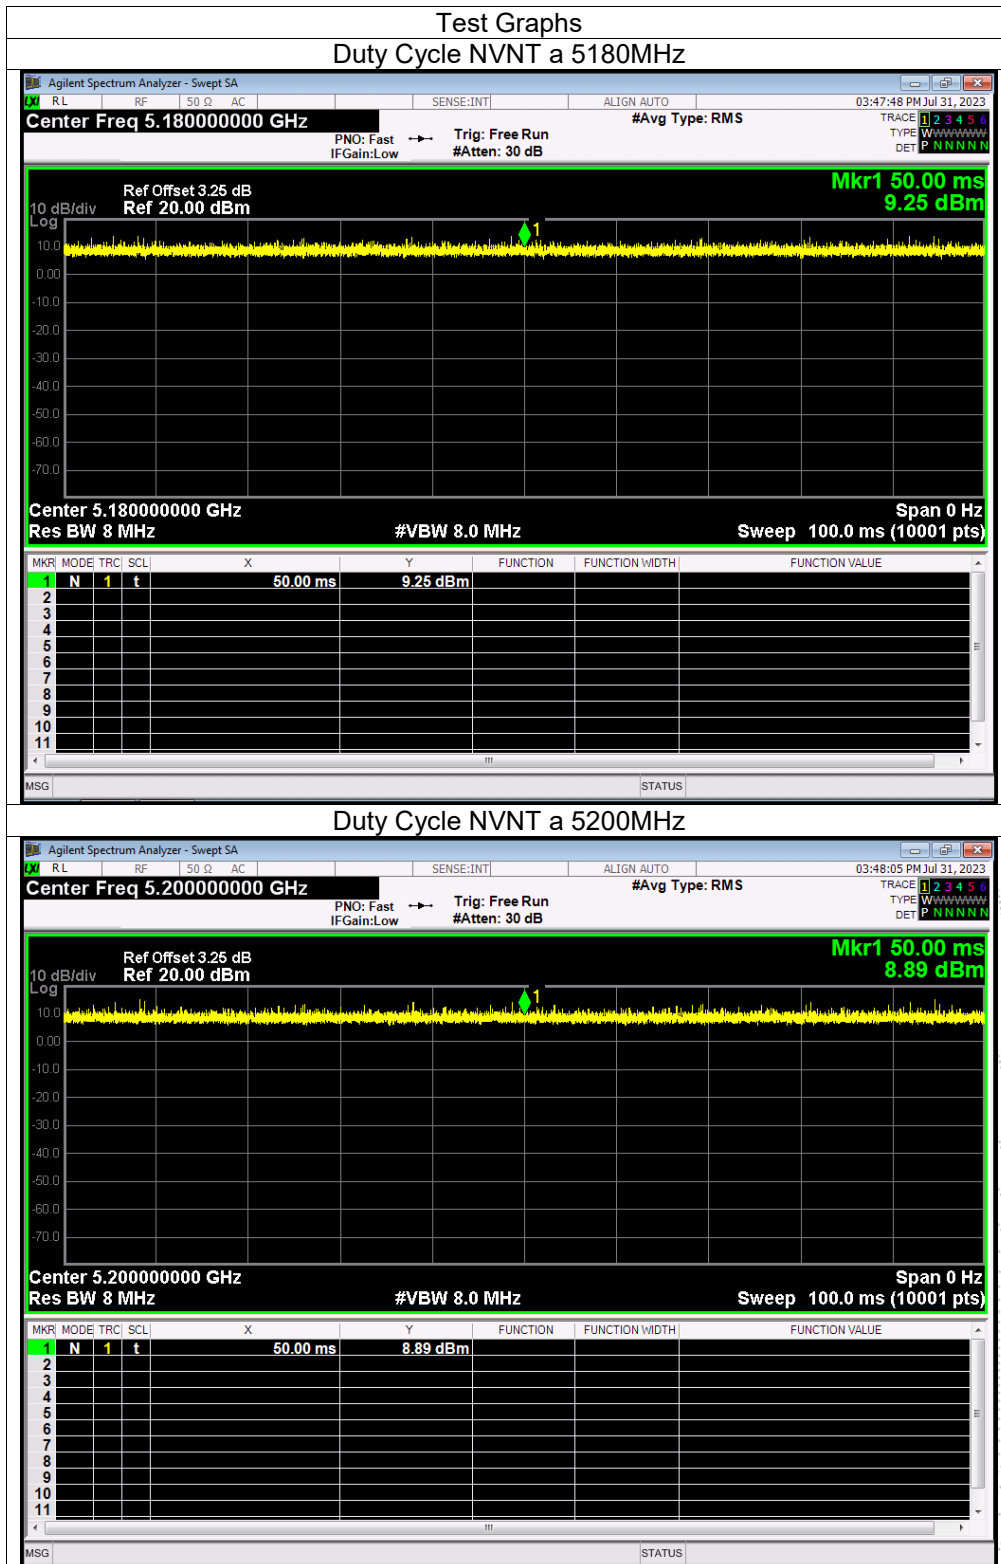 Test Graphs
Duty Cycle NVNT a 5180MHz
Agilent Spectrum Analyzer - Swept SA
LXI RL RF 50 Ω AC SENSE:INT ALIGN AUTO 03:47:48 PM Jul 31, 2023
Center Freq 5.180000000 GHz #Avg Type: RMS TRACE 1 2 3 4 5 6
PNO: Fast Trig: Free Run TYPE WWWWWW
IFGain:Low #Atten: 30 dB DET P N N N N N
Mkr1 50.00 ms
Ref Offset 3.25 dB
10 dB/div Ref 20.00 dBm 9.25 dBm
Log
1
10.0
0.00
-10.0
-20.0
-30.0
-40.0
-50.0
-60.0
-70.0
Center 5.180000000 GHz Span 0 Hz
Res BW 8 MHz #VBW 8.0 MHz Sweep 100.0 ms (10001 pts)
MKR MODE TRC SCL X Y FUNCTION FUNCTION WIDTH FUNCTION VALUE
1 N 1 t 50.00 ms 9.25 dBm
2
3
4
5
6
7
8
9
10
11
MSG STATUS
Duty Cycle NVNT a 5200MHz
Agilent Spectrum Analyzer - Swept SA
LXI RL RF 50 Ω AC SENSE:INT ALIGN AUTO 03:48:05 PM Jul 31, 2023
Center Freq 5.200000000 GHz #Avg Type: RMS TRACE 1 2 3 4 5 6
PNO: Fast Trig: Free Run TYPE WWWWWW
IFGain:Low #Atten: 30 dB DET P N N N N N
Mkr1 50.00 ms
Ref Offset 3.25 dB
10 dB/div Ref 20.00 dBm 8.89 dBm
Log
1
10.0
0.00
-10.0
-20.0
-30.0
-40.0
-50.0
-60.0
-70.0
Center 5.200000000 GHz Span 0 Hz
Res BW 8 MHz #VBW 8.0 MHz Sweep 100.0 ms (10001 pts)
MKR MODE TRC SCL X Y FUNCTION FUNCTION WIDTH FUNCTION VALUE
1 N 1 t 50.00 ms 8.89 dBm
2
3
4
5
6
7
8
9
10
11
MSG STATUS